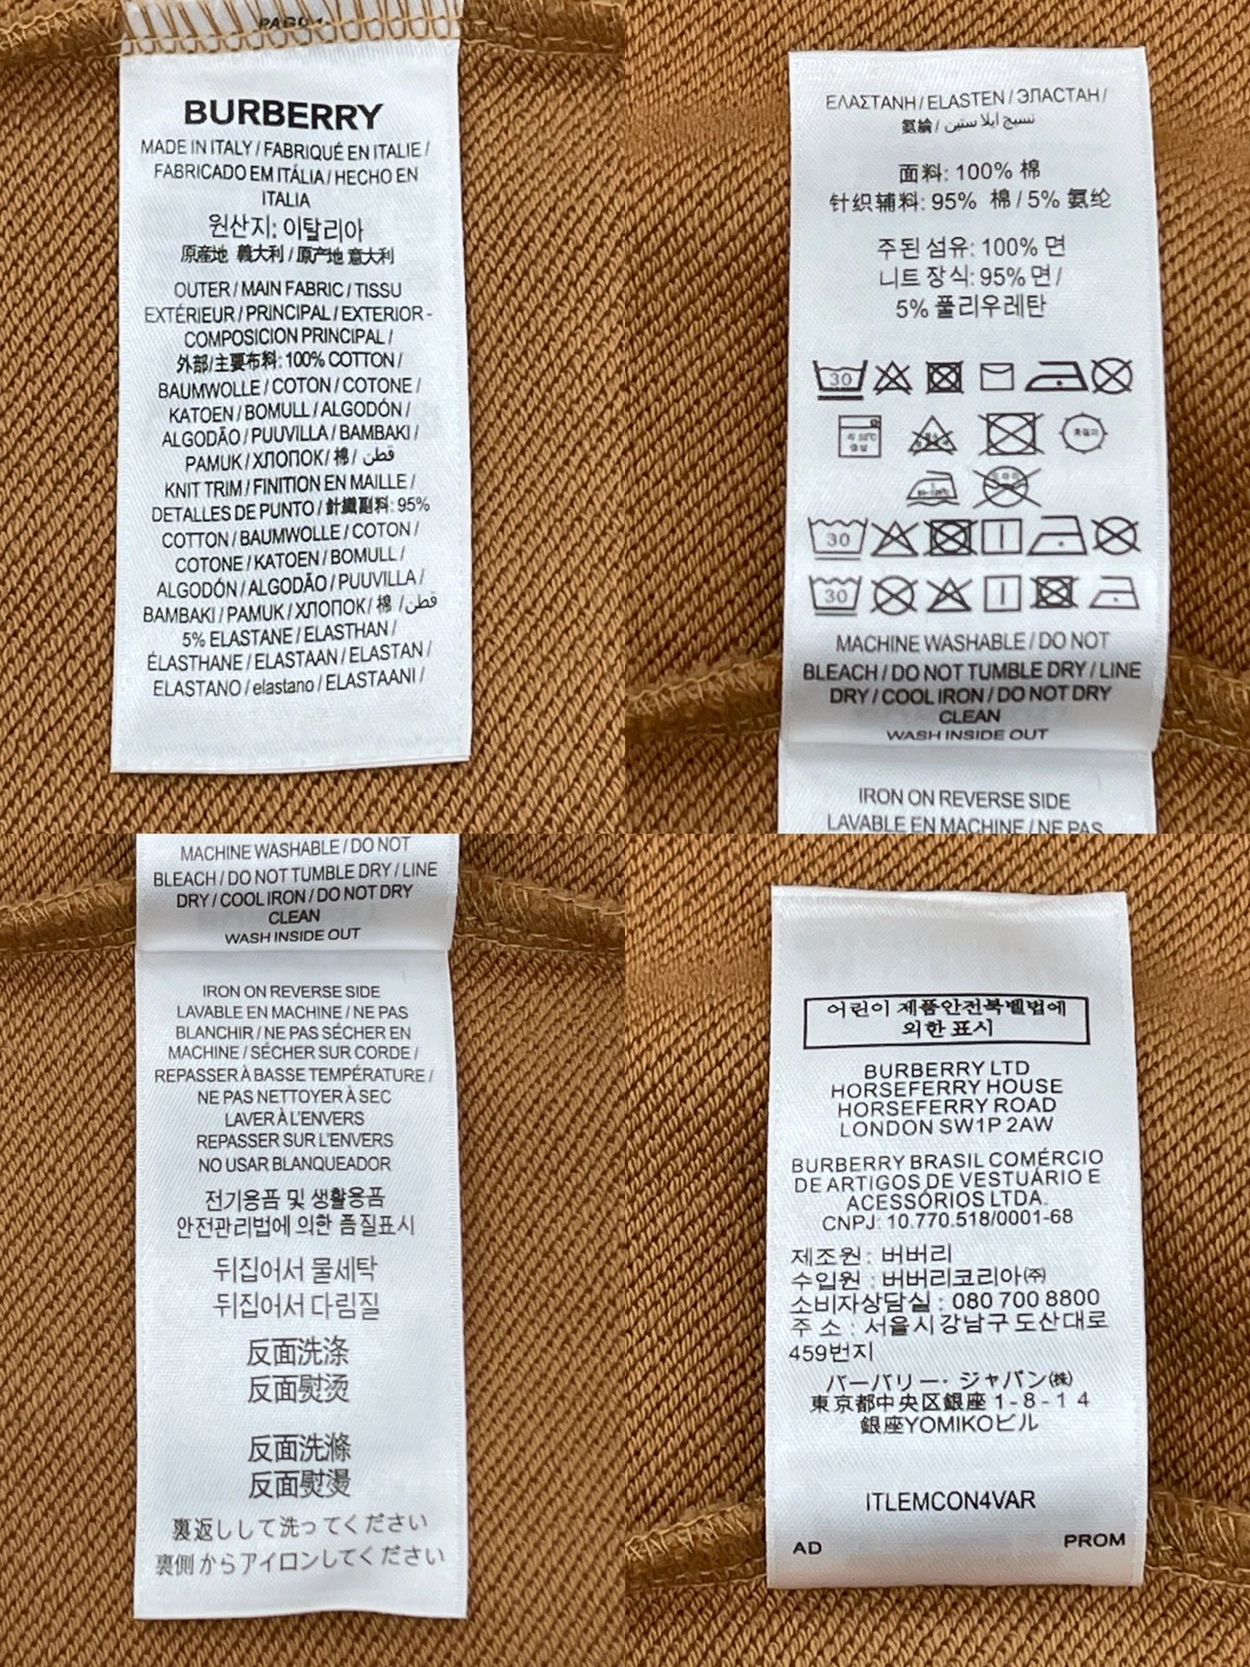 BURBERRY
MADE IN ITALY / FABRIQUÉ EN ITALIE /
FABRICADO EM ITÁLIA / HECHO EN
ITALIA
원산지: 이탈리아
原産地 義大利 / 原产地 意大利
OUTER / MAIN FABRIC / TISSU
EXTÉRIEUR / PRINCIPAL / EXTERIOR -
COMPOSICION PRINCIPAL /
外部/主要布料: 100% COTTON /
BAUMWOLLE / COTON / COTONE /
KATOEN / BOMULL / ALGODÓN /
ALGODÃO / PUUVILLA / BAMBAKI /
PAMUK / ХЛОПОК / 棉 / قطن
KNIT TRIM / FINITION EN MAILLE /
DETALLES DE PUNTO / 針織副料: 95%
COTTON / BAUMWOLLE / COTON /
COTONE / KATOEN / BOMULL /
ALGODÓN / ALGODÃO / PUUVILLA /
BAMBAKI / PAMUK / ХЛОПОК / 棉 / قطن
5% ELASTANE / ELASTHAN /
ÉLASTHANE / ELASTAAN / ELASTAN /
ELASTANO / elastano / ELASTAANI /
ΕΛΑΣΤΑΝΗ / ELASTEN / ЭПАСТАН /
氨綸 / نسيج ايلا ستين
面料: 100% 棉
针织辅料: 95% 棉 / 5% 氨纶
주된 섬유: 100% 면
니트 장식: 95% 면 /
5% 폴리우레탄
30
30
30
MACHINE WASHABLE / DO NOT
BLEACH / DO NOT TUMBLE DRY / LINE
DRY / COOL IRON / DO NOT DRY
CLEAN
WASH INSIDE OUT
IRON ON REVERSE SIDE
LAVABLE EN MACHINE / NE PAS
MACHINE WASHABLE / DO NOT
BLEACH / DO NOT TUMBLE DRY / LINE
DRY / COOL IRON / DO NOT DRY
CLEAN
WASH INSIDE OUT
IRON ON REVERSE SIDE
LAVABLE EN MACHINE / NE PAS
BLANCHIR / NE PAS SÉCHER EN
MACHINE / SÉCHER SUR CORDE /
REPASSER À BASSE TEMPÉRATURE /
NE PAS NETTOYER À SEC
LAVER À L'ENVERS
REPASSER SUR L'ENVERS
NO USAR BLANQUEADOR
전기용품 및 생활용품
안전관리법에 의한 품질표시
뒤집어서 물세탁
뒤집어서 다림질
反面洗涤
反面熨烫
反面洗滌
反面熨燙
裏返しして洗ってください
裏側からアイロンしてください
어린이 제품안전특별법에
의한 표시
BURBERRY LTD
HORSEFERRY HOUSE
HORSEFERRY ROAD
LONDON SW1P 2AW
BURBERRY BRASIL COMÉRCIO
DE ARTIGOS DE VESTUÁRIO E
ACESSÓRIOS LTDA.
CNPJ: 10.770.518/0001-68
제조원 : 버버리
수입원 : 버버리코리아㈜
소비자상담실 : 080 700 8800
주 소 : 서울시 강남구 도산대로
459번지
バーバリー・ジャパン㈱
東京都中央区銀座 1 - 8 - 1 4
銀座YOMIKOビル
ITLEMCON4VAR
AD PROM